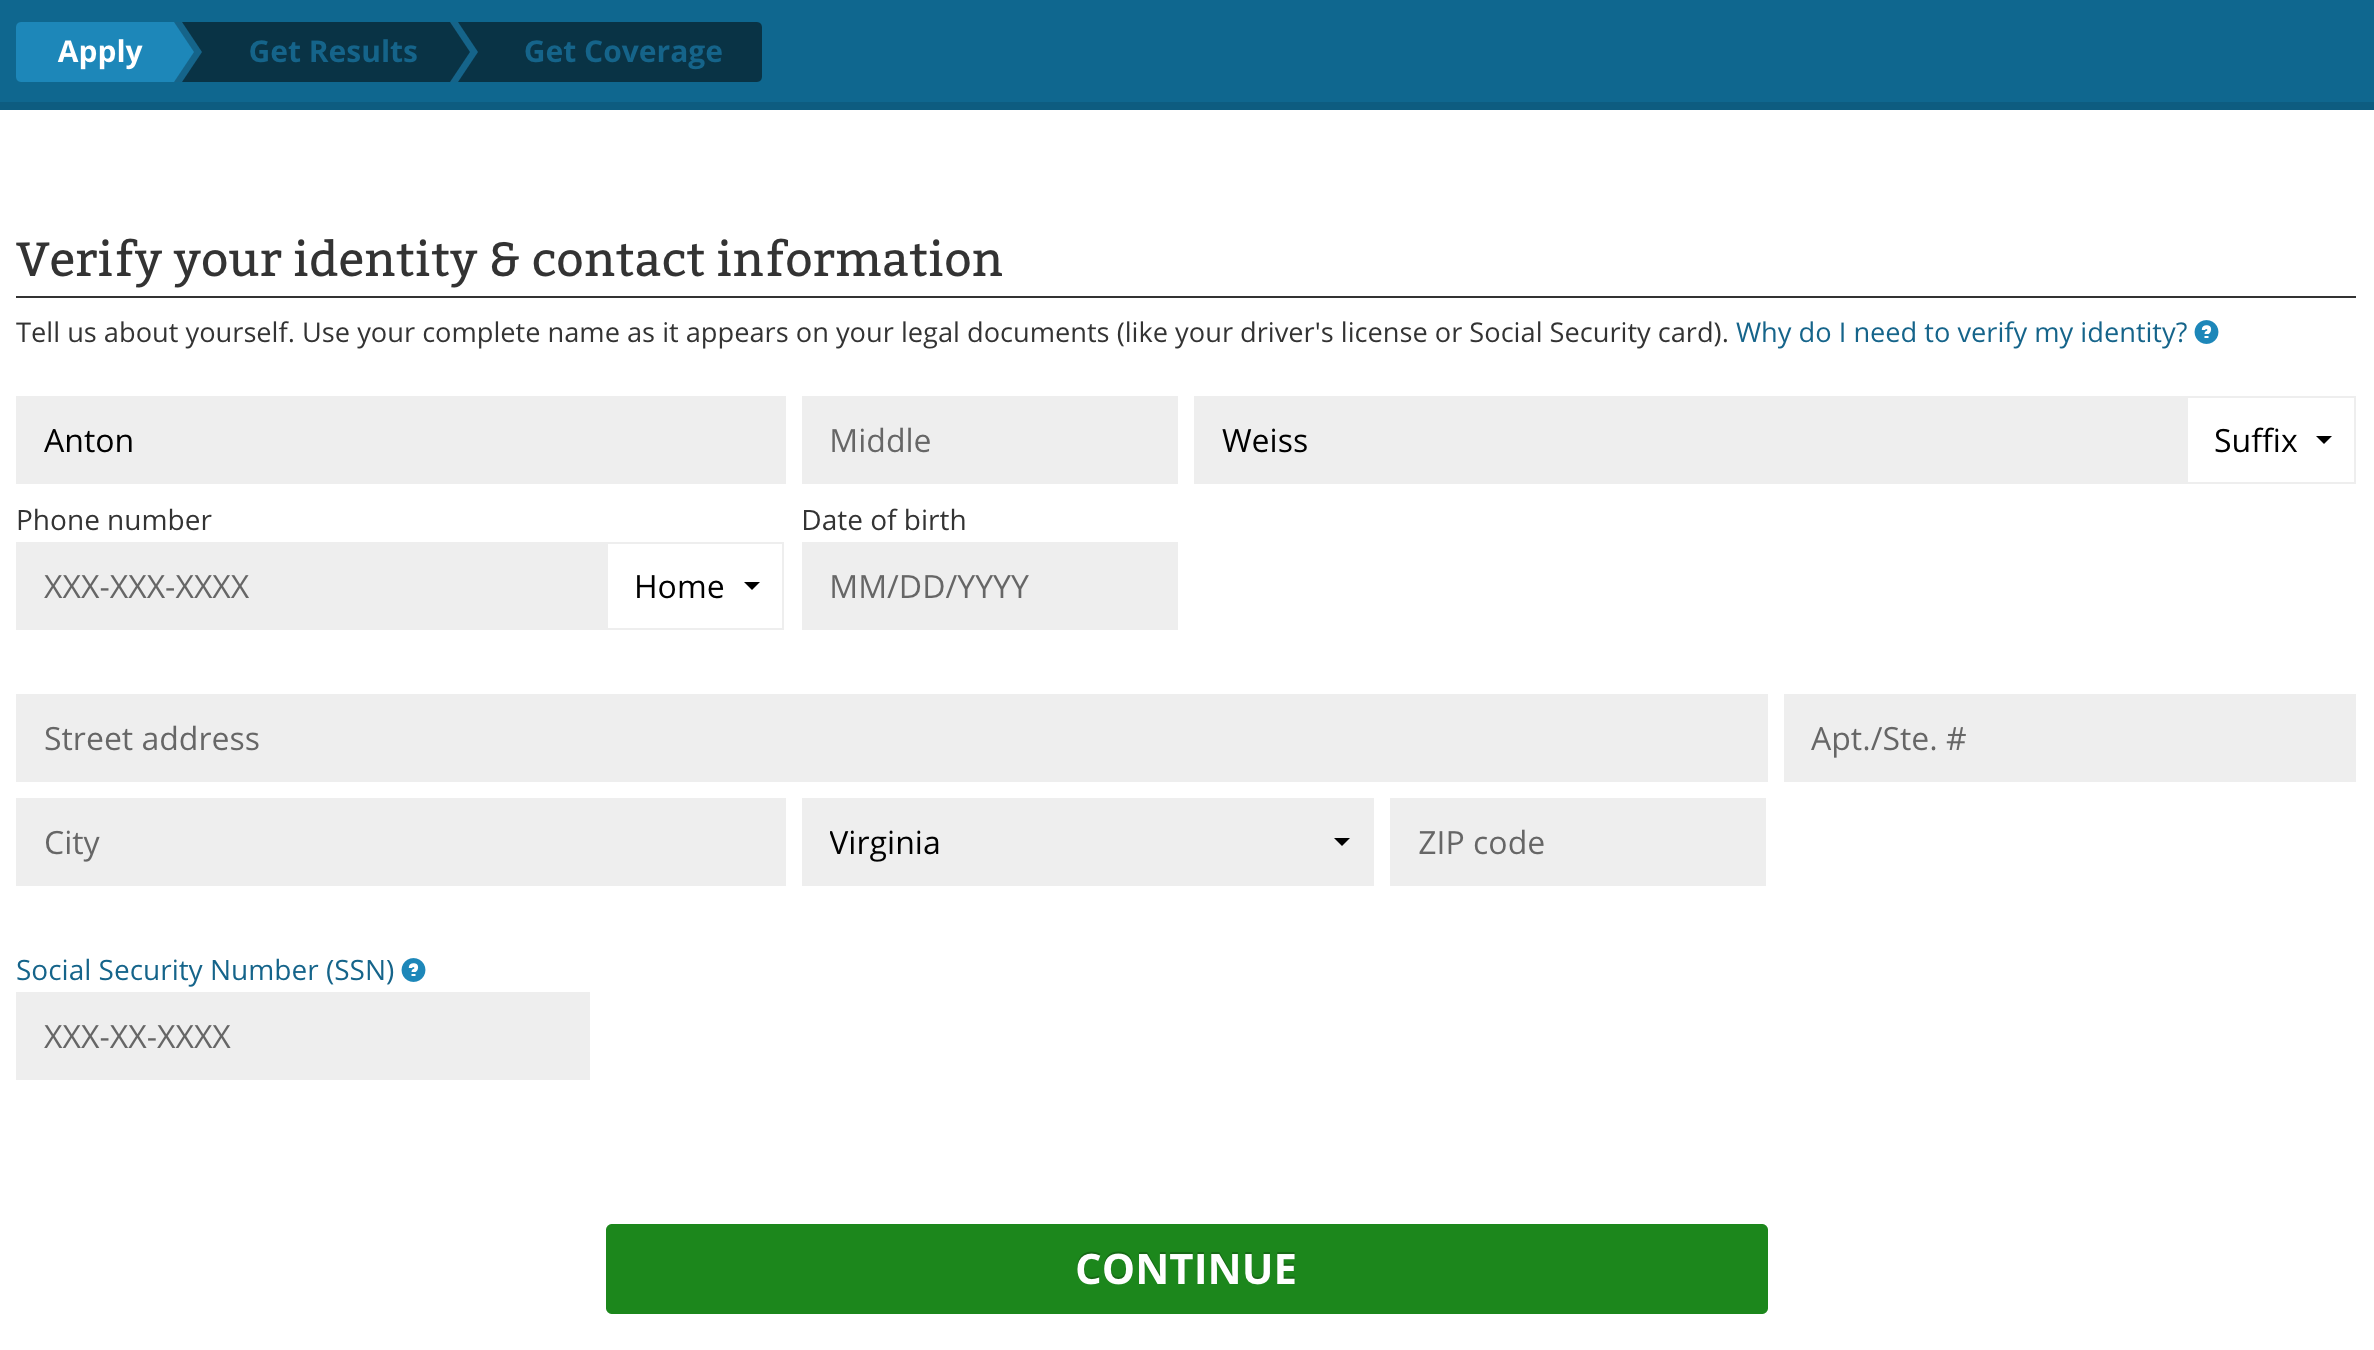 Apply Get Results Get Coverage
Verify your identity & contact information
Tell us about yourself. Use your complete name as it appears on your legal documents (like your driver's license or Social Security card). Why do I need to verify my identity? ?
Anton Middle Weiss Suffix
Phone number Date of birth
XXX-XXX-XXXX Home MM/DD/YYYY
Street address Apt./Ste. #
City Virginia ZIP code
Social Security Number (SSN) ?
XXX-XX-XXXX
CONTINUE